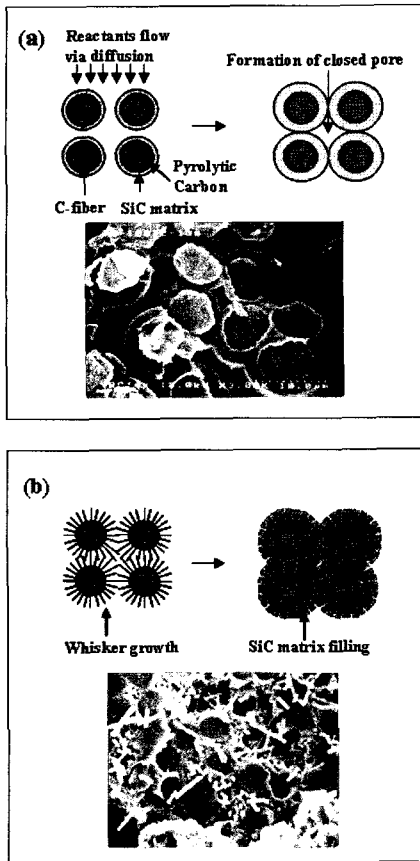 (a)
Reactants flow
via diffusion
Formation of closed pore
Pyrolytic
Carbon
C-fiber
SiC matrix
(b)
Whisker growth
SiC matrix filling